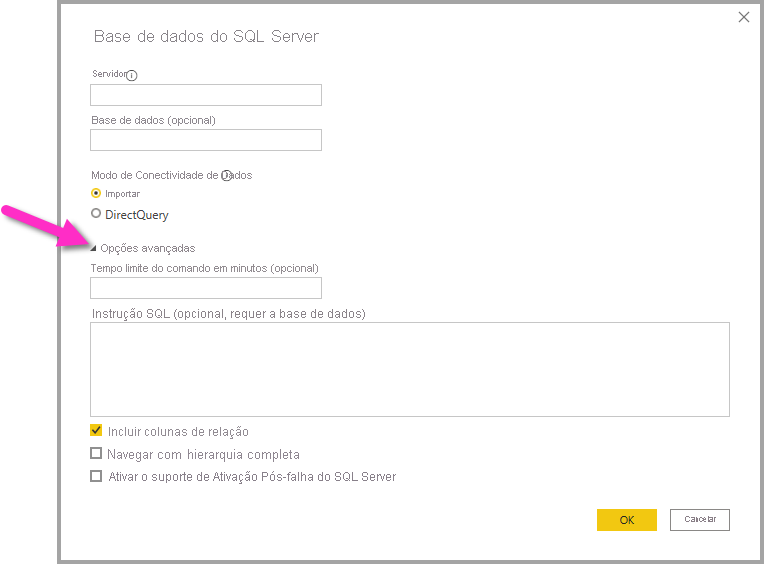 Base de dados do SQL Server
Servidor
Base de dados (opcional)
Modo de Conectividade de Dados
Importar
DirectQuery
Opções avançadas
Tempo limite do comando em minutos (opcional)
Instrução SQL (opcional, requer a base de dados)
Incluir colunas de relação
Navegar com hierarquia completa
Ativar o suporte de Ativação Pós-falha do SQL Server
OK
Cancelar